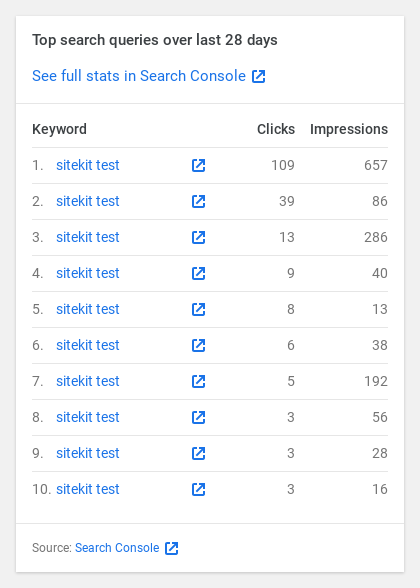 Top search queries over last 28 days
See full stats in Search Console
Keyword Clicks Impressions
1. sitekit test 109 657
2. sitekit test 39 86
3. sitekit test 13 286
4. sitekit test 9 40
5. sitekit test 8 13
6. sitekit test 6 38
7. sitekit test 5 192
8. sitekit test 3 56
9. sitekit test 3 28
10. sitekit test 3 16
Source: Search Console